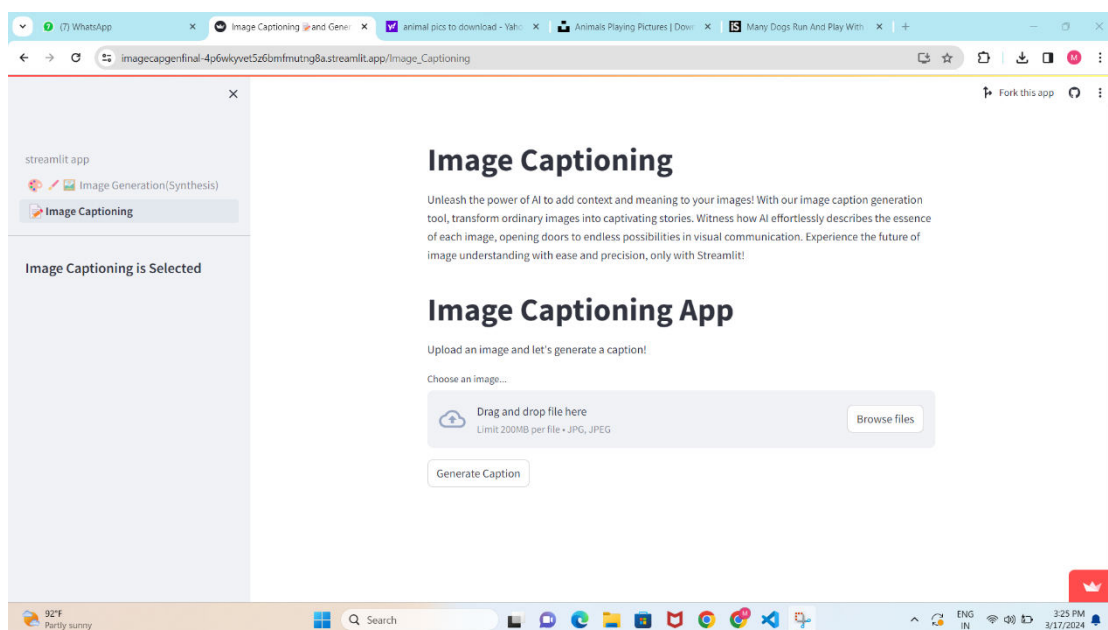 (7) WhatsApp
Image Captioning and Gener
animal pics to download - Yaho
Animals Playing Pictures | Down
Many Dogs Run And Play With
imagecapgenfinal-4p6wkyvet5z6bmfmutng8a.streamlit.app/Image_Captioning
M
Fork this app
streamlit app
Image Generation(Synthesis)
Image Captioning
Image Captioning is Selected
Image Captioning
Unleash the power of AI to add context and meaning to your images! With our image caption generation
tool, transform ordinary images into captivating stories. Witness how AI effortlessly describes the essence
of each image, opening doors to endless possibilities in visual communication. Experience the future of
image understanding with ease and precision, only with Streamlit!
Image Captioning App
Upload an image and let's generate a caption!
Choose an image...
Drag and drop file here
Limit 200MB per file • JPG, JPEG
Browse files
Generate Caption
92°F
Partly sunny
Search
ENG
IN
3:25 PM
3/17/2024